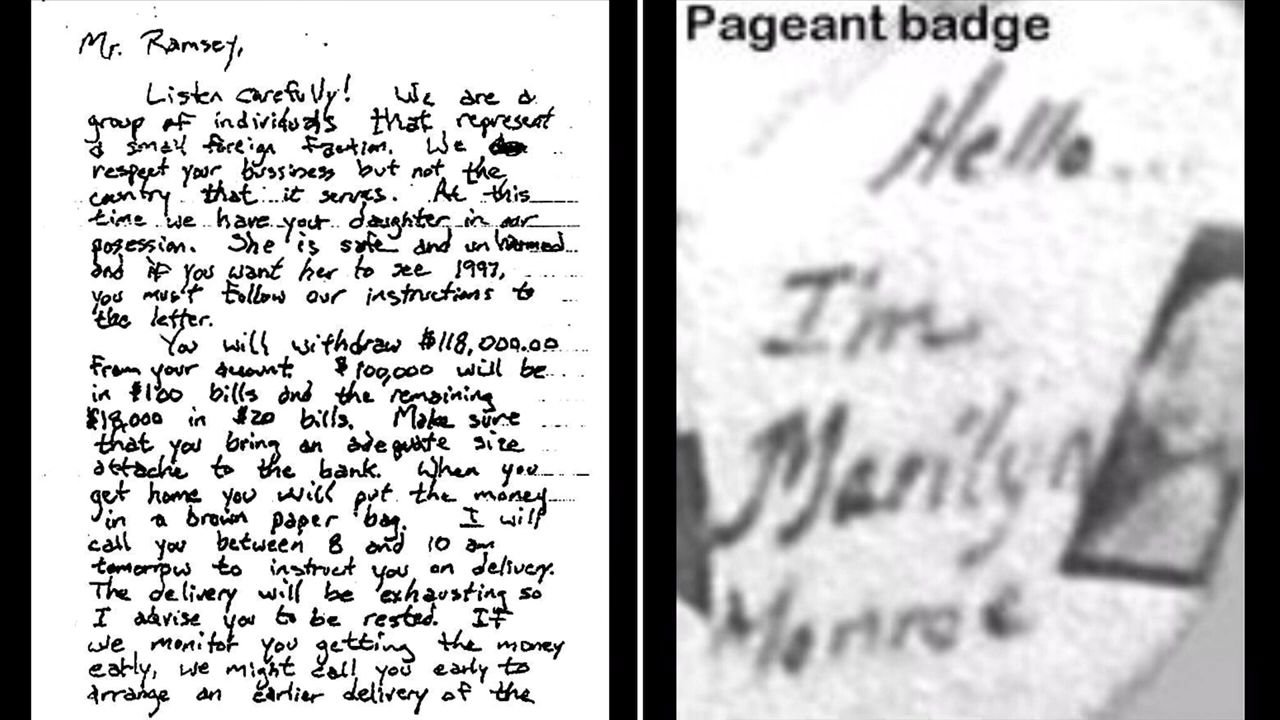 Mr. Ramsey,
Listen carefully! We are a
group of individuals that represent
a small foreign faction. We
respect your bussiness but not the
country that it serves. At this
time we have your daughter in our
posession. She is safe and unharmed
and if you want her to see 1997,
you must follow our instructions to
the letter.
You will withdraw $118,000.00
from your account. $100,000 will be
in $100 bills and the remaining
$18,000 in $20 bills. Make sure
that you bring an adequate size
attache to the bank. When you
get home you will put the money
in a brown paper bag. I will
call you between 8 and 10 am
tomorrow to instruct you on delivery.
The delivery will be exhausting so
I advise you to be rested. If
we monitor you getting the money
early, we might call you early to
arrange an earlier delivery of the
Pageant badge
Hello....
I'm
Marilyn
Monroe